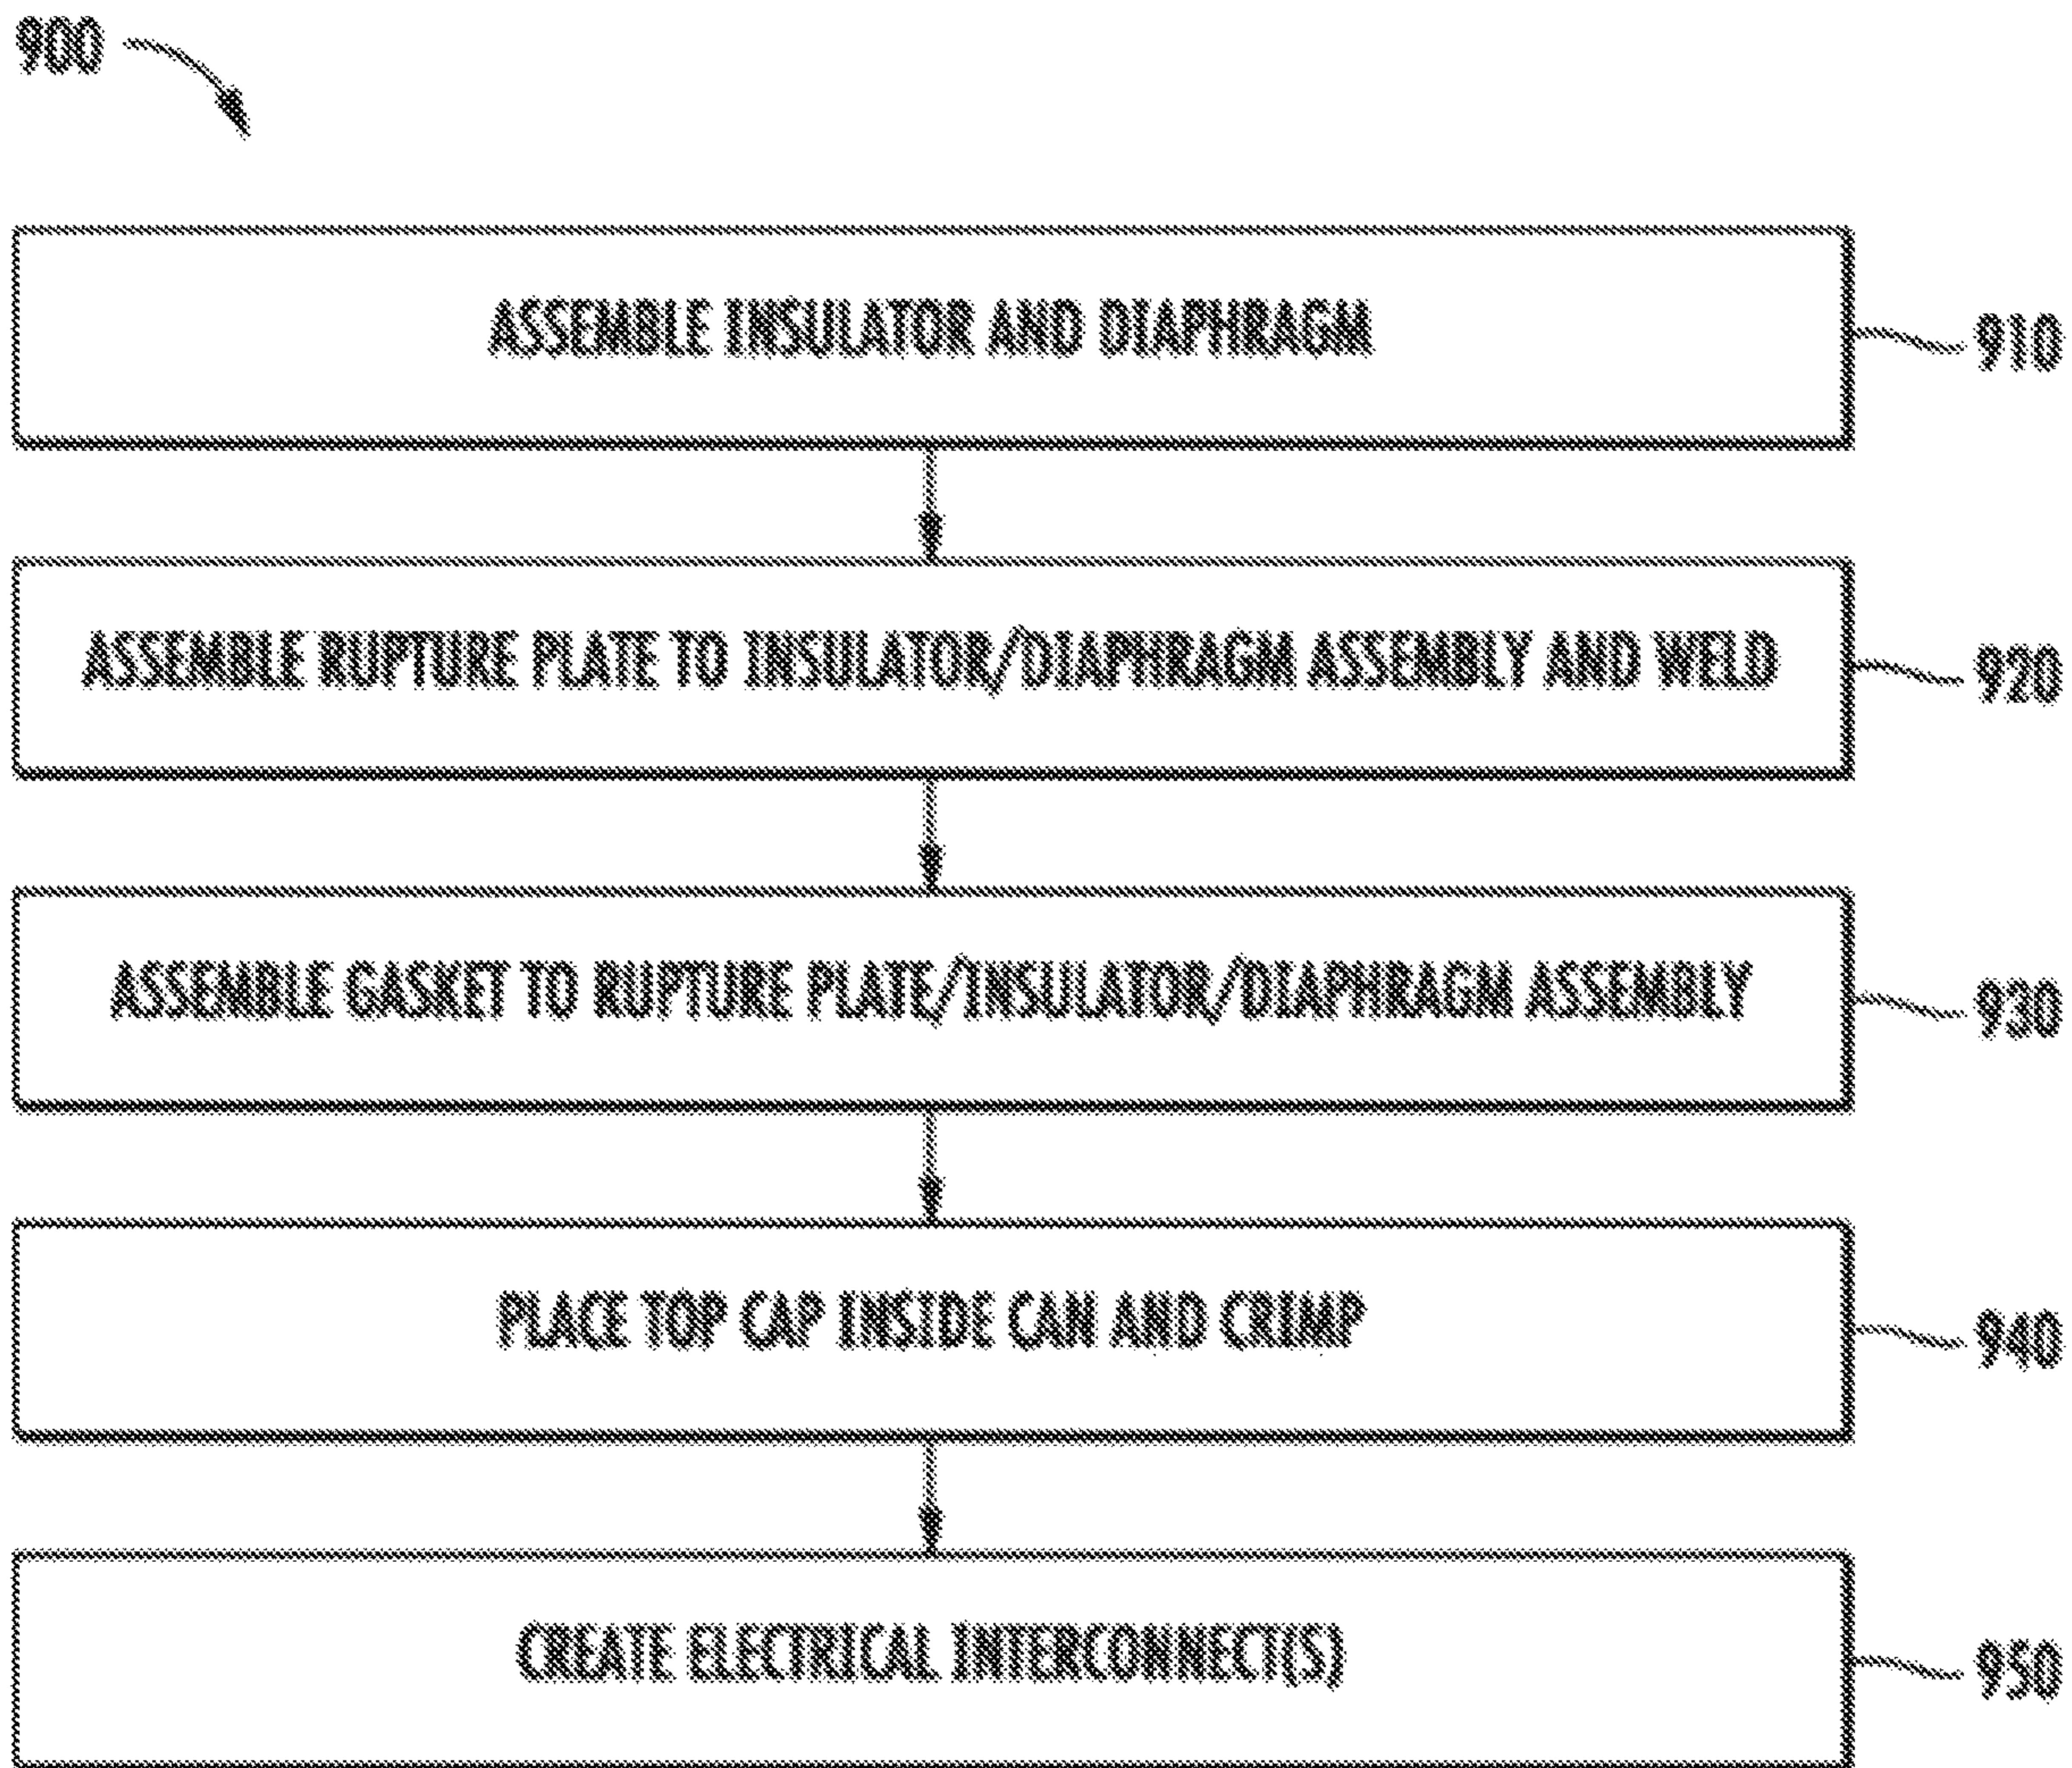 900
ASSEMBLE INSULATOR AND DIAPHRAGM
910
ASSEMBLE RUPTURE PLATE TO INSULATOR/DIAPHRAGM ASSEMBLY AND WELD
920
ASSEMBLE GASKET TO RUPTURE PLATE/INSULATOR/DIAPHRAGM ASSEMBLY
930
PLACE TOP CAP INSIDE CAN AND CRIMP
940
CREATE ELECTRICAL INTERCONNECT(S)
950